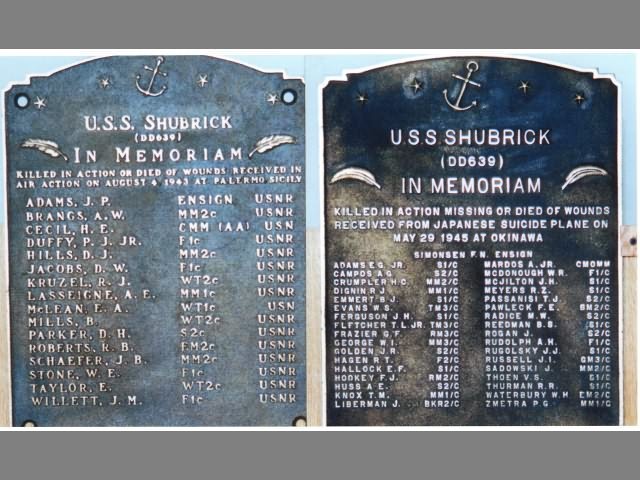 U.S.S. SHUBRICK
(DD639)
IN MEMORIAM
KILLED IN ACTION OR DIED OF WOUNDS RECEIVED IN
AIR ACTION ON AUGUST 4 1943 AT PALERMO SICILY
ADAMS, J. P. ENSIGN USNR
BRANGS, A.W. MM2c USNR
CECIL, H. E. CMM (AA) USN
DUFFY, P. J. JR. F1c USN
HILLS, D. J. MM2c USNR
JACOBS, D. W. F1c USNR
KRUZEL, R. J. WT2c USNR
LASSEIGNE, A. E. MM1c USNR
McLEAN, E. A. WT1c USN
MILLS, B. WT2c USNR
PARKER, D. H. S2c USNR
ROBERTS, R. B. EM2c USNR
SCHAEFER, J. B. MM2c USNR
STONE, W. E. F1c USNR
TAYLOR, E. WT2c USNR
WILLETT, J. M. F1c USNR
U.S.S SHUBRICK
(DD639)
IN MEMORIAM
KILLED IN ACTION MISSING OR DIED OF WOUNDS
RECEIVED FROM JAPANESE SUICIDE PLANE ON
MAY 29 1945 AT OKINAWA
SIMONSEN F.N. ENSIGN
ADAMS E.G. JR. S1/C MARDOS A. JR. CMOMM
CAMPOS A.G. S2/C MCDONOUGH W.R. F1/C
CRUMPLER H.C. MM2/C MCJILTON J.H. S1/C
DIGNIN R J MM1/C MEYERS R.Z. S1/C
EMMERT B.J. S1/C PASSANISI T.J. S2/C
EVANS W.S. TM3/C PAWLECK F.E. BM2/C
FERGUSON J.H. S1/C RADICE M.W. S2/C
FLETCHER T.L. JR. TM3/C REEDMAN B.S. S1/C
FRAZIER G.F. RM3/C ROGAN J. S2/C
GEORGE W.I. MM3/C RUDOLPH A.H. F1/C
GOLDEN J.R. S2/C RUGOLSKY J.J. S1/C
HAGEN R T. F2/C RUSSELL J.I. GM3/C
HALLOCK E.F. S1/C SADOWSKI J. MM2/C
HOOKEY F.J. RM2/C THOEN V.S.
HUSS A.E. S2/C THURMAN R.R. S1/C
KNOX T.M. MM1/C WATERBURY W.H EM2/C
LIBERMAN J. BKR2/C ZMETRA P.G. MM1/C